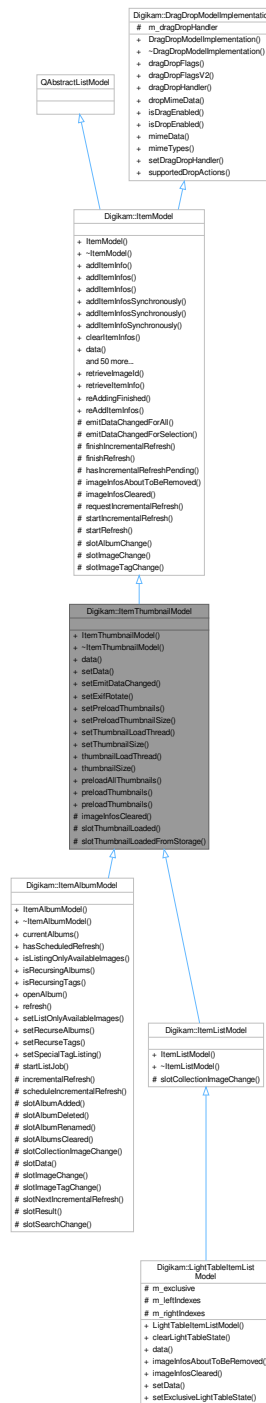 Digikam::DragDropModelImplementatio
# m_dragDropHandler
+ DragDropModelImplementation()
+ ~DragDropModelImplementation()
+ dragDropFlags()
+ dragDropFlagsV2()
+ dragDropHandler()
+ dropMimeData()
+ isDragEnabled()
+ isDropEnabled()
+ mimeData()
+ mimeTypes()
+ setDragDropHandler()
+ supportedDropActions()
QAbstractListModel
Digikam::ItemModel
+ ItemModel()
+ ~ItemModel()
+ addItemInfo()
+ addItemInfos()
+ addItemInfos()
+ addItemInfosSynchronously()
+ addItemInfosSynchronously()
+ addItemInfoSynchronously()
+ clearItemInfos()
+ data()
and 50 more...
+ retrieveImageId()
+ retrieveItemInfo()
+ reAddingFinished()
+ reAddItemInfos()
# emitDataChangedForAll()
# emitDataChangedForSelection()
# finishIncrementalRefresh()
# finishRefresh()
# hasIncrementalRefreshPending()
# imageInfosAboutToBeRemoved()
# imageInfosCleared()
# requestIncrementalRefresh()
# startIncrementalRefresh()
# startRefresh()
# slotAlbumChange()
# slotImageChange()
# slotImageTagChange()
Digikam::ItemThumbnailModel
+ ItemThumbnailModel()
+ ~ItemThumbnailModel()
+ data()
+ setData()
+ setEmitDataChanged()
+ setExifRotate()
+ setPreloadThumbnails()
+ setPreloadThumbnailSize()
+ setThumbnailLoadThread()
+ setThumbnailSize()
+ thumbnailLoadThread()
+ thumbnailSize()
+ preloadAllThumbnails()
+ preloadThumbnails()
+ preloadThumbnails()
# imageInfosCleared()
# slotThumbnailLoaded()
# slotThumbnailLoadedFromStorage()
Digikam::ItemAlbumModel
+ ItemAlbumModel()
+ ~ItemAlbumModel()
+ currentAlbums()
+ hasScheduledRefresh()
+ isListingOnlyAvailableImages()
+ isRecursingAlbums()
+ isRecursingTags()
+ openAlbum()
+ refresh()
+ setListOnlyAvailableImages()
+ setRecurseAlbums()
+ setRecurseTags()
+ setSpecialTagListing()
# startListJob()
# incrementalRefresh()
# scheduleIncrementalRefresh()
# slotAlbumAdded()
# slotAlbumDeleted()
# slotAlbumRenamed()
# slotAlbumsCleared()
# slotCollectionImageChange()
# slotData()
# slotImageChange()
# slotImageTagChange()
# slotNextIncrementalRefresh()
# slotResult()
# slotSearchChange()
Digikam::ItemListModel
+ ItemListModel()
+ ~ItemListModel()
# slotCollectionImageChange()
Digikam::LightTableItemList
Model
# m_exclusive
# m_leftIndexes
# m_rightIndexes
+ LightTableItemListModel()
+ clearLightTableState()
+ data()
+ imageInfosAboutToBeRemoved()
+ imageInfosCleared()
+ setData()
+ setExclusiveLightTableState()